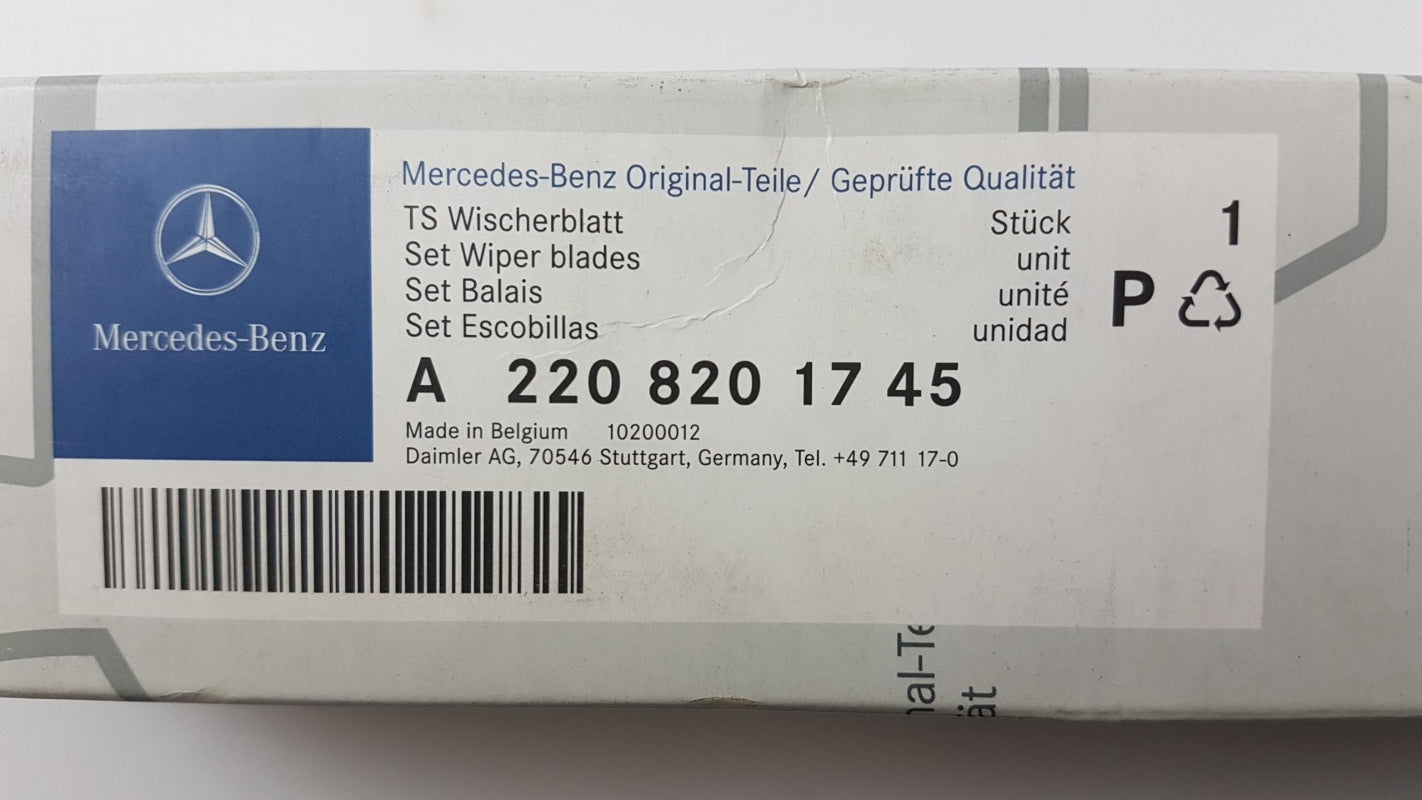 Mercedes-Benz
Mercedes-Benz Original-Teile/ Geprüfte Qualität
TS Wischerblatt Stück 1
Set Wiper blades unit
Set Balais unité P
Set Escobillas unidad
A 220 820 17 45
Made in Belgium 10200012
Daimler AG, 70546 Stuttgart, Germany, Tel. +49 711 17-0